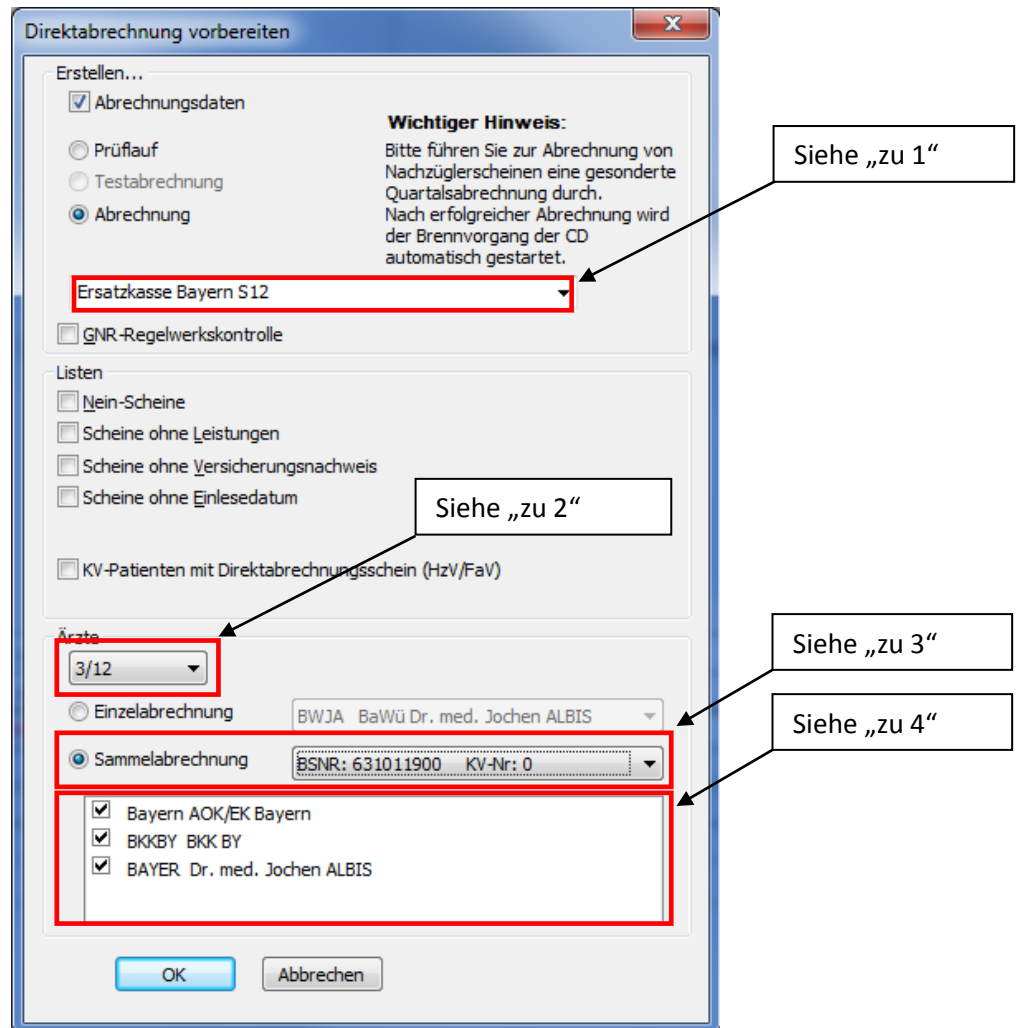 Direktabrechnung vorbereiten
Erstellen...
Abrechnungsdaten
Wichtiger Hinweis:
Prüflauf
Testabrechnung
Abrechnung
Bitte führen Sie zur Abrechnung von
Nachzüglerscheinen eine gesonderte
Quartalsabrechnung durch.
Nach erfolgreicher Abrechnung wird
der Brennvorgang der CD
automatisch gestartet.
Siehe „zu 1“
Ersatzkasse Bayern S12
GNR-Regelwerkskontrolle
Listen
Nein-Scheine
Scheine ohne Leistungen
Scheine ohne Versicherungsnachweis
Scheine ohne Einlesedatum
Siehe „zu 2“
KV-Patienten mit Direktabrechnungsschein (HzV/FaV)
Ärzte
3/12
Siehe „zu 3“
Einzelabrechnung
BWJA BaWü Dr. med. Jochen ALBIS
Siehe „zu 4“
Sammelabrechnung
BSNR: 631011900 KV-Nr: 0
Bayern AOK/EK Bayern
BKKBY BKK BY
BAYER Dr. med. Jochen ALBIS
OK
Abbrechen